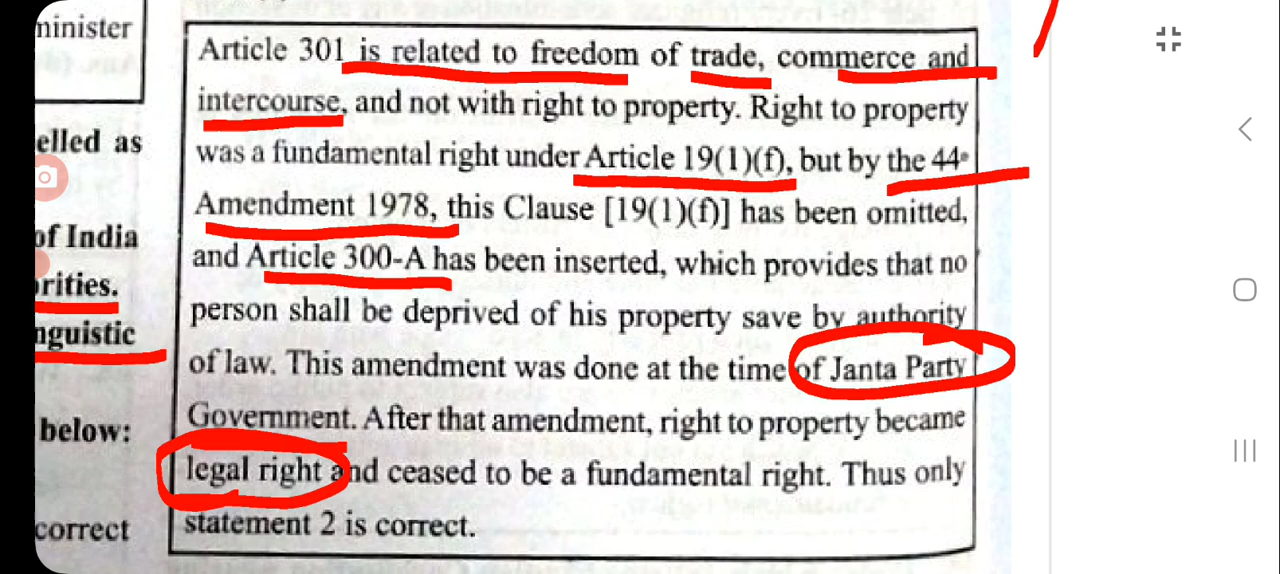 minister
elled as
of India
rities.
nguistic
below:
correct
Article 301 is related to freedom of trade, commerce and
intercourse, and not with right to property. Right to property
was a fundamental right under Article 19(1)(f), but by the 44
Amendment 1978, this Clause [19(1)(f)] has been omitted,
and Article 300-A has been inserted, which provides that no
person shall be deprived of his property save by authority
of law. This amendment was done at the time of Janta Party
Government. After that amendment, right to property became
legal right and ceased to be a fundamental right. Thus only
statement 2 is correct.